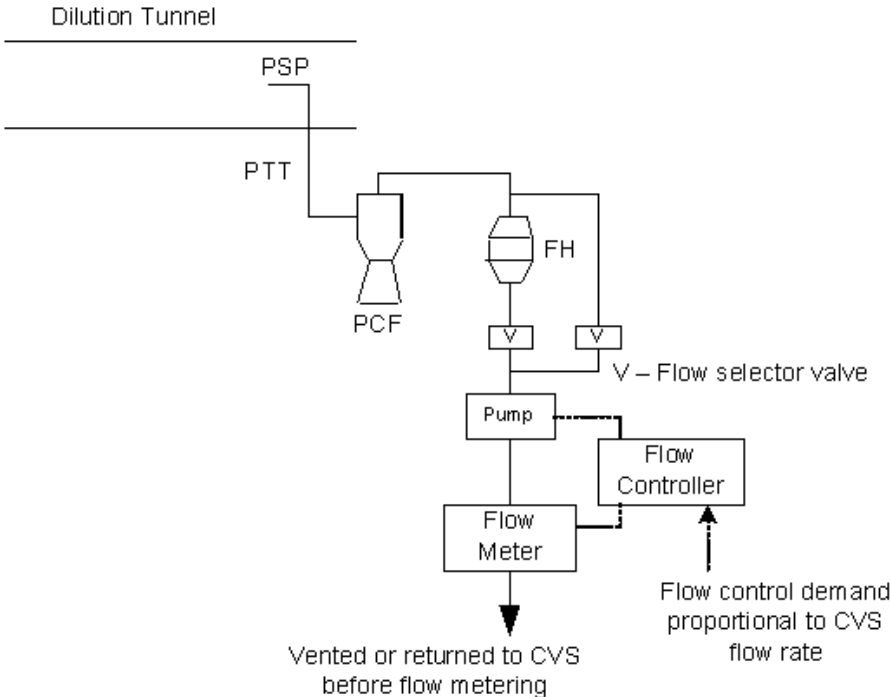 Dilution Tunnel
PSP
PTT
FH
PCF
V
V
V – Flow selector valve
Pump
Flow
Controller
Flow
Meter
Flow control demand
proportional to CVS
flow rate
Vented or returned to CVS
before flow metering